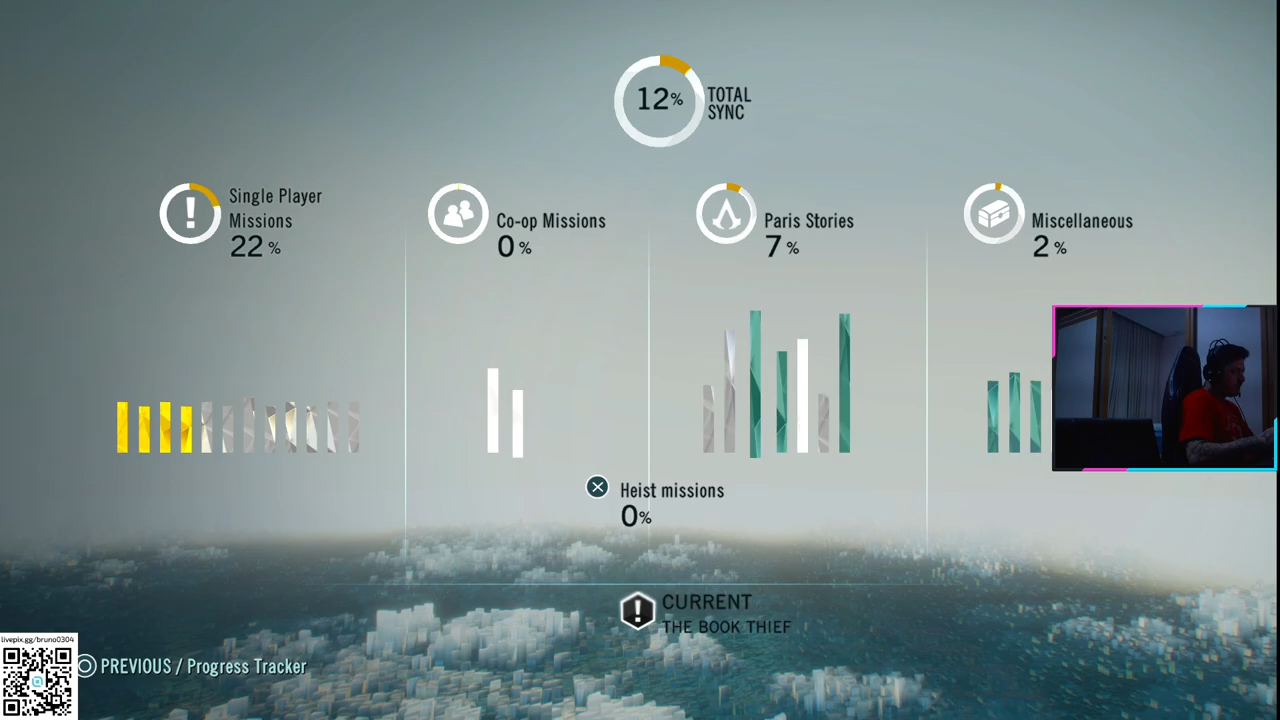 12%
TOTAL
SYNC
Single Player
Missions
22 %
Co-op Missions
0 %
Paris Stories
7 %
Miscellaneous
2 %
Heist missions
0%
CURRENT
THE BOOK THIEF
livepix.gg/bruno0304
PREVIOUS / Progress Tracker